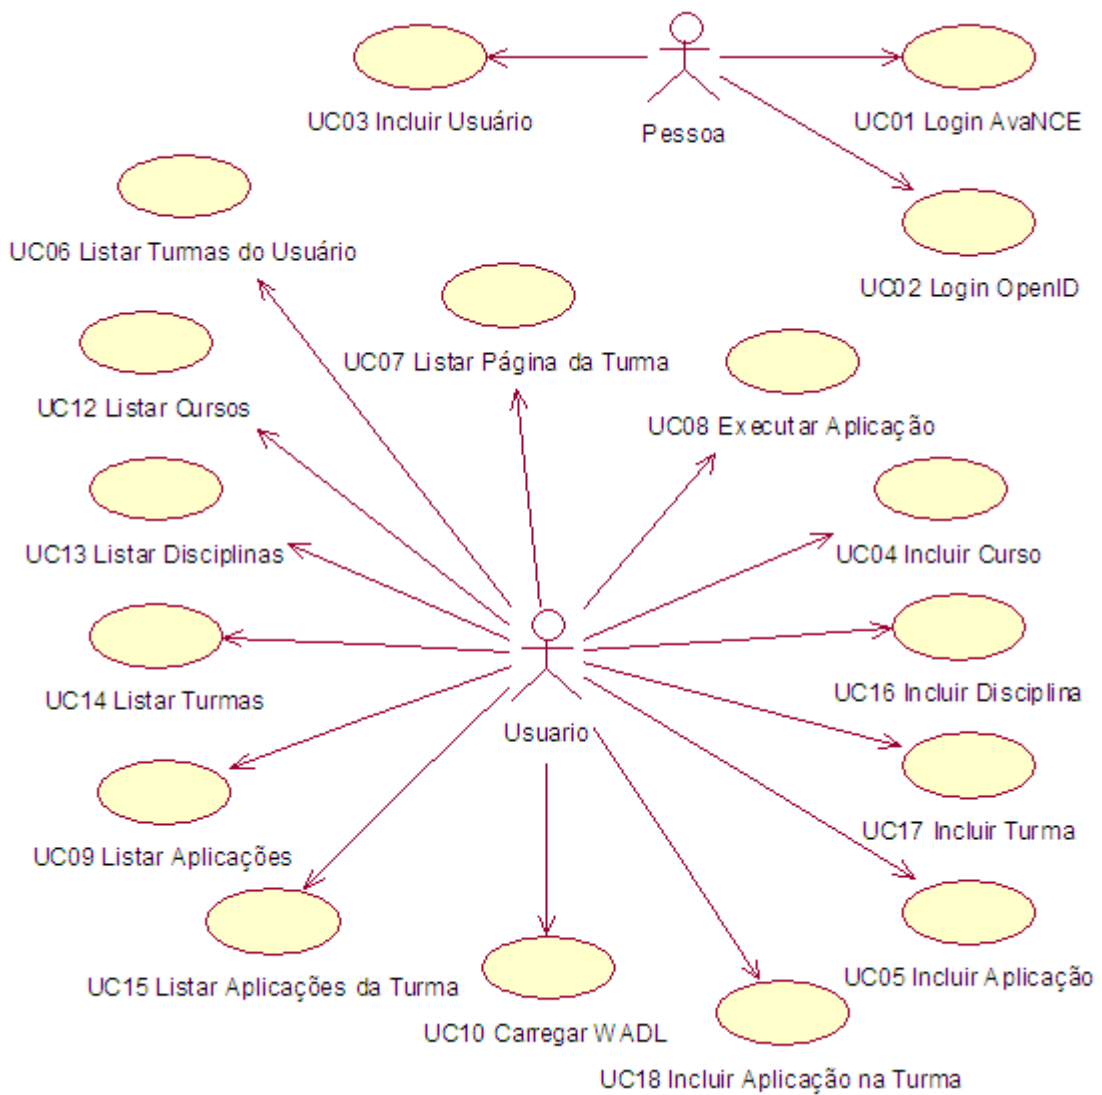 UC03 Incluir Usuário
Pessoa
UC01 Login AvaNCE
UC06 Listar Turmas do Usuário
UC02 Login OpenID
UC07 Listar Página da Turma
UC12 Listar Cursos
UC08 Executar Aplicação
UC13 Listar Disciplinas
UC04 Incluir Curso
UC14 Listar Turmas
UC16 Incluir Disciplina
Usuario
UC17 Incluir Turma
UC09 Listar Aplicações
UC15 Listar Aplicações da Turma
UC05 Incluir Aplicação
UC10 Carregar WADL
UC18 Incluir Aplicação na Turma